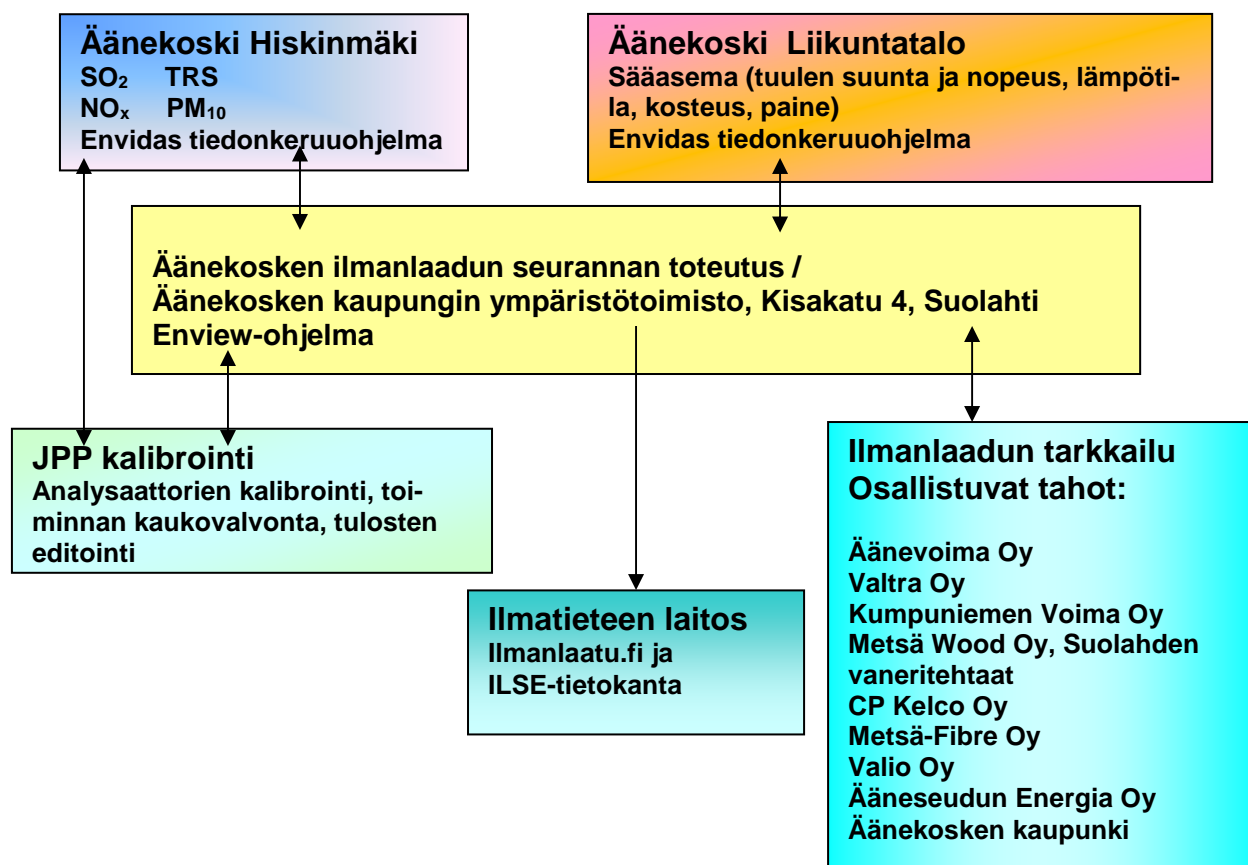 Äänekoski Hiskinmäki
SO₂ TRS
NOₓ PM₁₀
Envidas tiedonkeruuohjelma
Äänekoski Liikuntatalo
Sääasema (tuulen suunta ja nopeus, lämpöti-
la, kosteus, paine)
Envidas tiedonkeruuohjelma
Äänekosken ilmanlaadun seurannan toteutus /
Äänekosken kaupungin ympäristötoimisto, Kisakatu 4, Suolahti
Enview-ohjelma
JPP kalibrointi
Analysaattorien kalibrointi, toi-
minnan kaukovalvonta, tulosten
editointi
Ilmatieteen laitos
Ilmanlaatu.fi ja
ILSE-tietokanta
Ilmanlaadun tarkkailu
Osallistuvat tahot:
Äänevoima Oy
Valtra Oy
Kumpuniemen Voima Oy
Metsä Wood Oy, Suolahden
vaneritehtaat
CP Kelco Oy
Metsä-Fibre Oy
Valio Oy
Ääneseudun Energia Oy
Äänekosken kaupunki